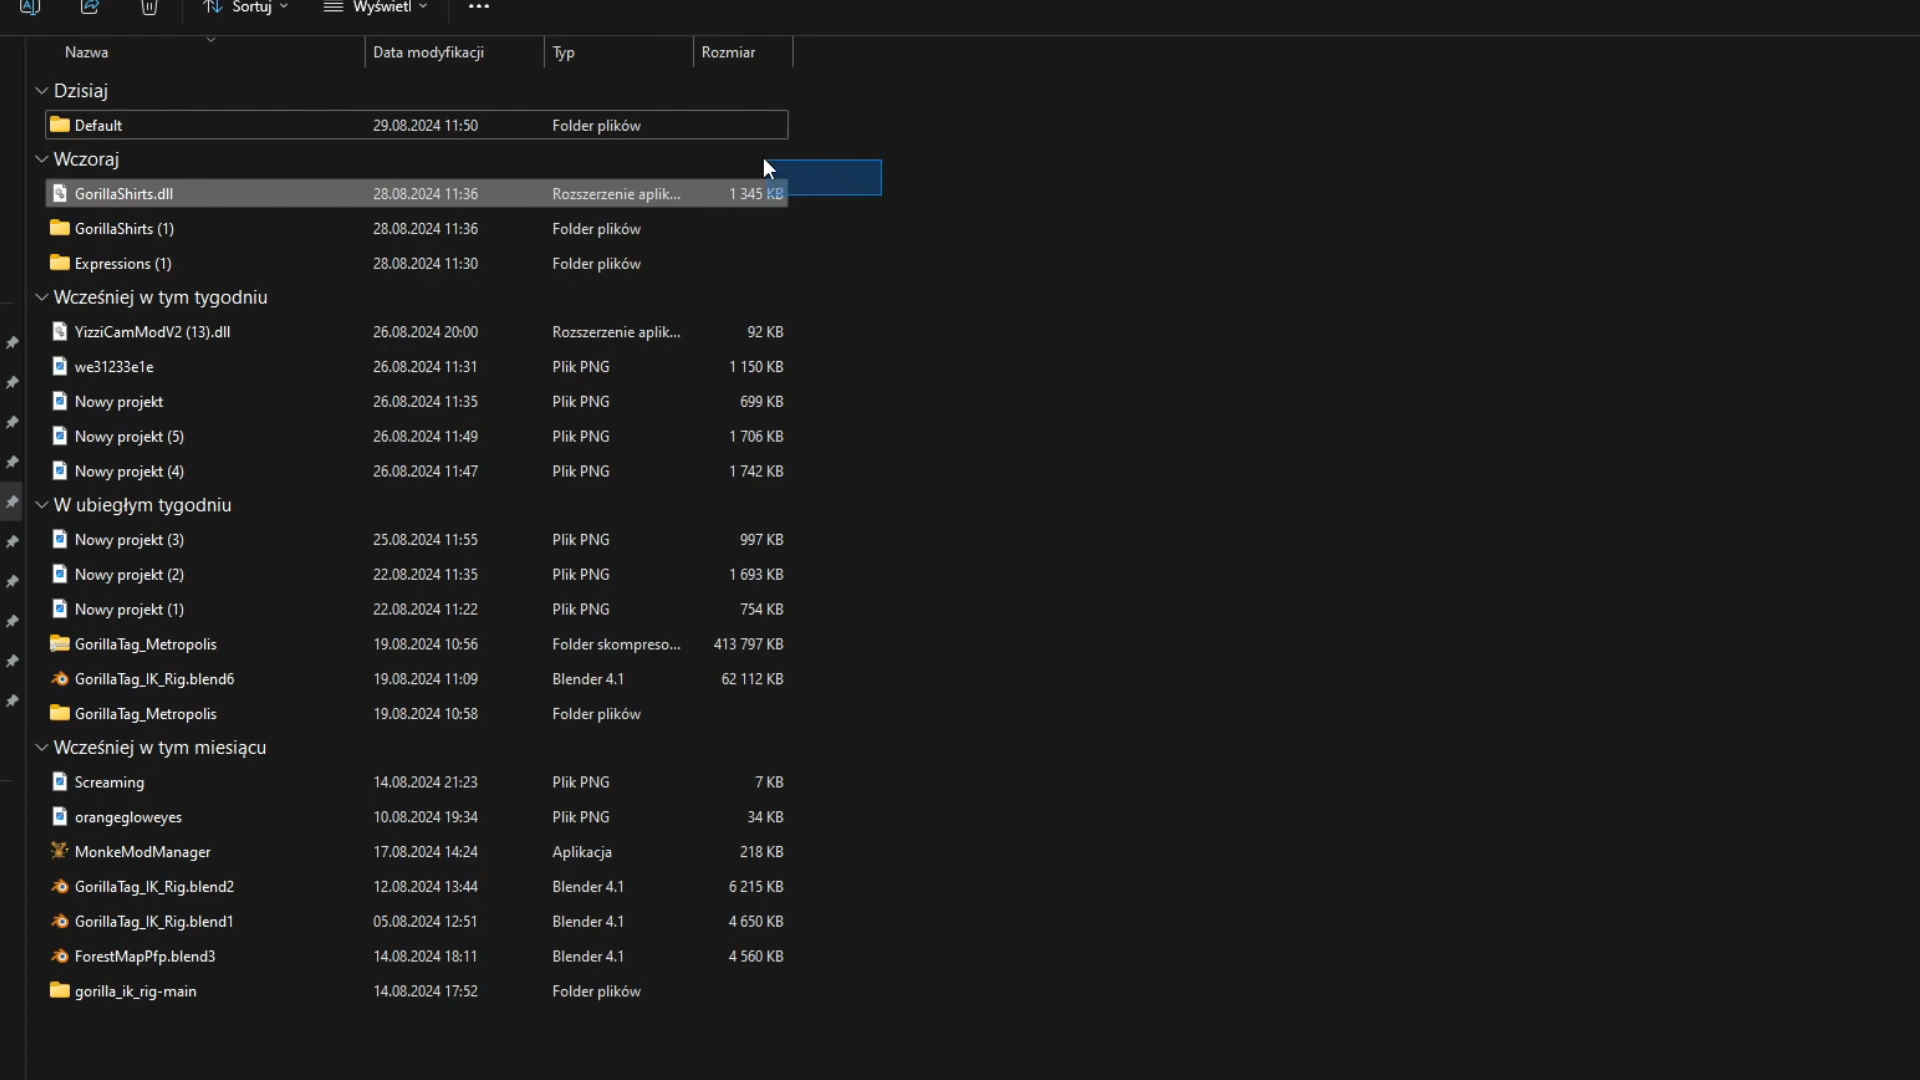 Sortuj Wyświetl
Nazwa Data modyfikacji Typ Rozmiar
Dzisiaj
Default 29.08.2024 11:50 Folder plików
Wczoraj
GorillaShirts.dll 28.08.2024 11:36 Rozszerzenie aplik... 1 345 KB
GorillaShirts (1) 28.08.2024 11:36 Folder plików
Expressions (1) 28.08.2024 11:30 Folder plików
Wcześniej w tym tygodniu
YizziCamModV2 (13).dll 26.08.2024 20:00 Rozszerzenie aplik... 92 KB
we31233e1e 26.08.2024 11:31 Plik PNG 1 150 KB
Nowy projekt 26.08.2024 11:35 Plik PNG 699 KB
Nowy projekt (5) 26.08.2024 11:49 Plik PNG 1 706 KB
Nowy projekt (4) 26.08.2024 11:47 Plik PNG 1 742 KB
W ubiegłym tygodniu
Nowy projekt (3) 25.08.2024 11:55 Plik PNG 997 KB
Nowy projekt (2) 22.08.2024 11:35 Plik PNG 1 693 KB
Nowy projekt (1) 22.08.2024 11:22 Plik PNG 754 KB
GorillaTag_Metropolis 19.08.2024 10:56 Folder skompreso... 413 797 KB
GorillaTag_IK_Rig.blend6 19.08.2024 11:09 Blender 4.1 62 112 KB
GorillaTag_Metropolis 19.08.2024 10:58 Folder plików
Wcześniej w tym miesiącu
Screaming 14.08.2024 21:23 Plik PNG 7 KB
orangegloweyes 10.08.2024 19:34 Plik PNG 34 KB
MonkeModManager 17.08.2024 14:24 Aplikacja 218 KB
GorillaTag_IK_Rig.blend2 12.08.2024 13:44 Blender 4.1 6 215 KB
GorillaTag_IK_Rig.blend1 05.08.2024 12:51 Blender 4.1 4 650 KB
ForestMapPfp.blend3 14.08.2024 18:11 Blender 4.1 4 560 KB
gorilla_ik_rig-main 14.08.2024 17:52 Folder plików